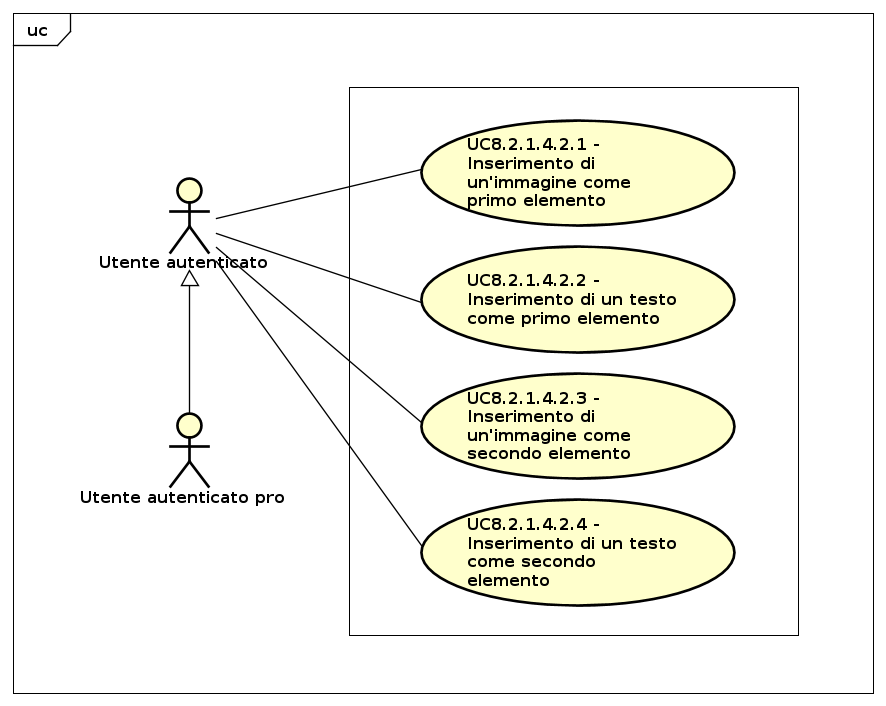 uc
UC8.2.1.4.2.1 -
Inserimento di
un'immagine come
primo elemento
Utente autenticato
UC8.2.1.4.2.2 -
Inserimento di un testo
come primo elemento
UC8.2.1.4.2.3 -
Inserimento di
un'immagine come
secondo elemento
Utente autenticato pro
UC8.2.1.4.2.4 -
Inserimento di un testo
come secondo
elemento